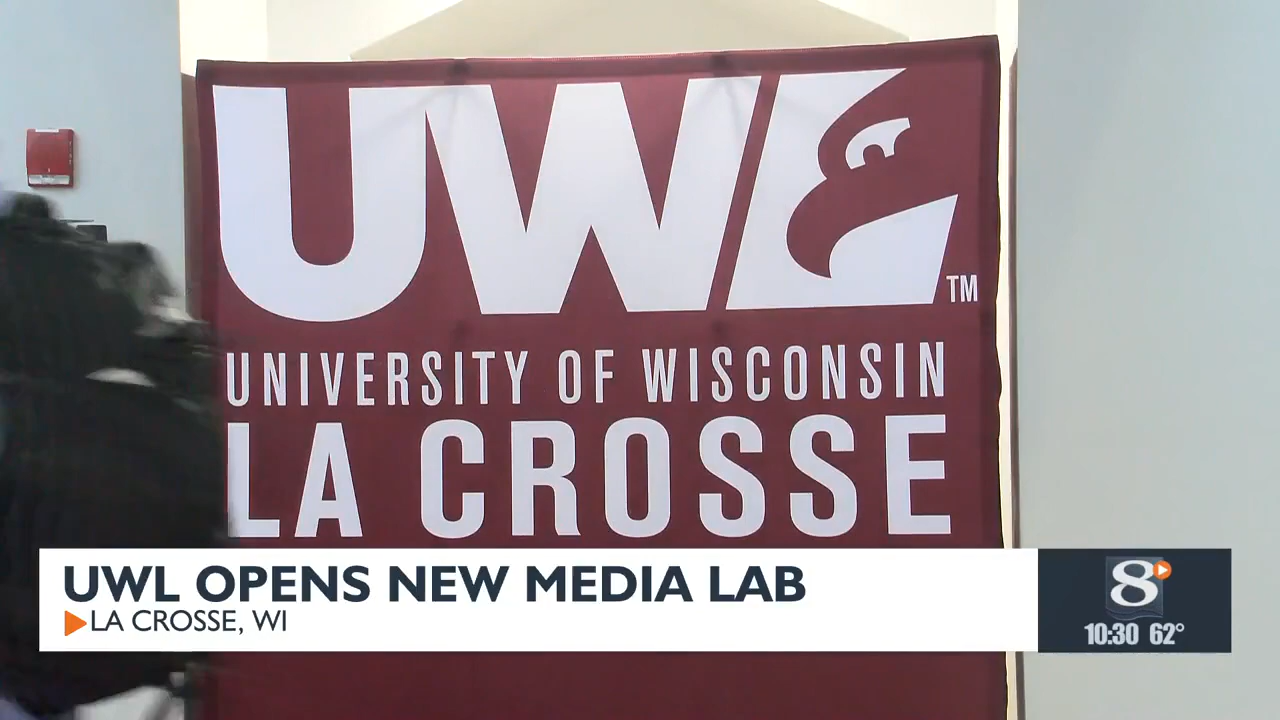 UWL
TM
UNIVERSITY OF WISCONSIN
LA CROSSE
UWL OPENS NEW MEDIA LAB
LA CROSSE, WI
8
10:30 62°